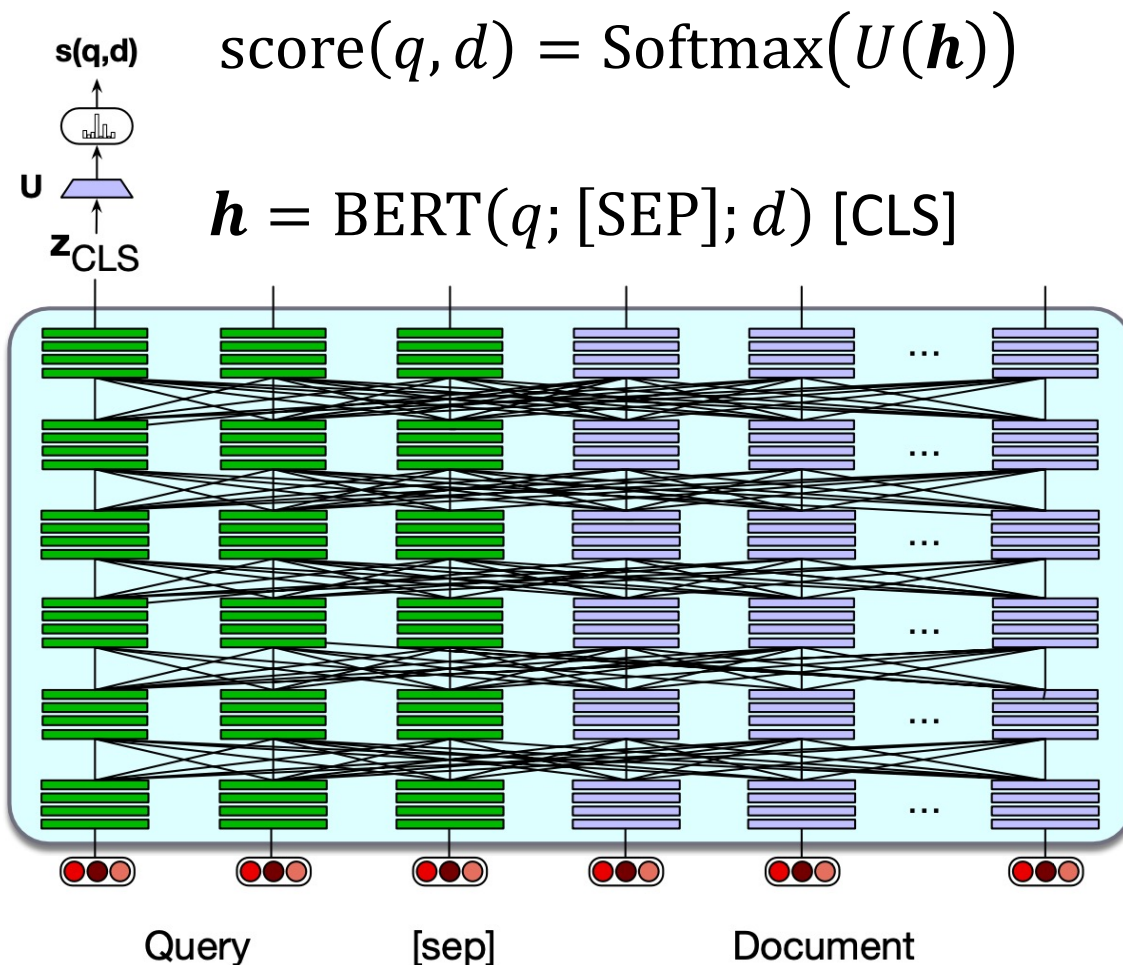 s(q,d)
score(q, d) = Softmax(U(h))
U
h = BERT(q; [SEP]; d) [CLS]
zCLS
...
...
...
...
...
...
Query [sep] Document